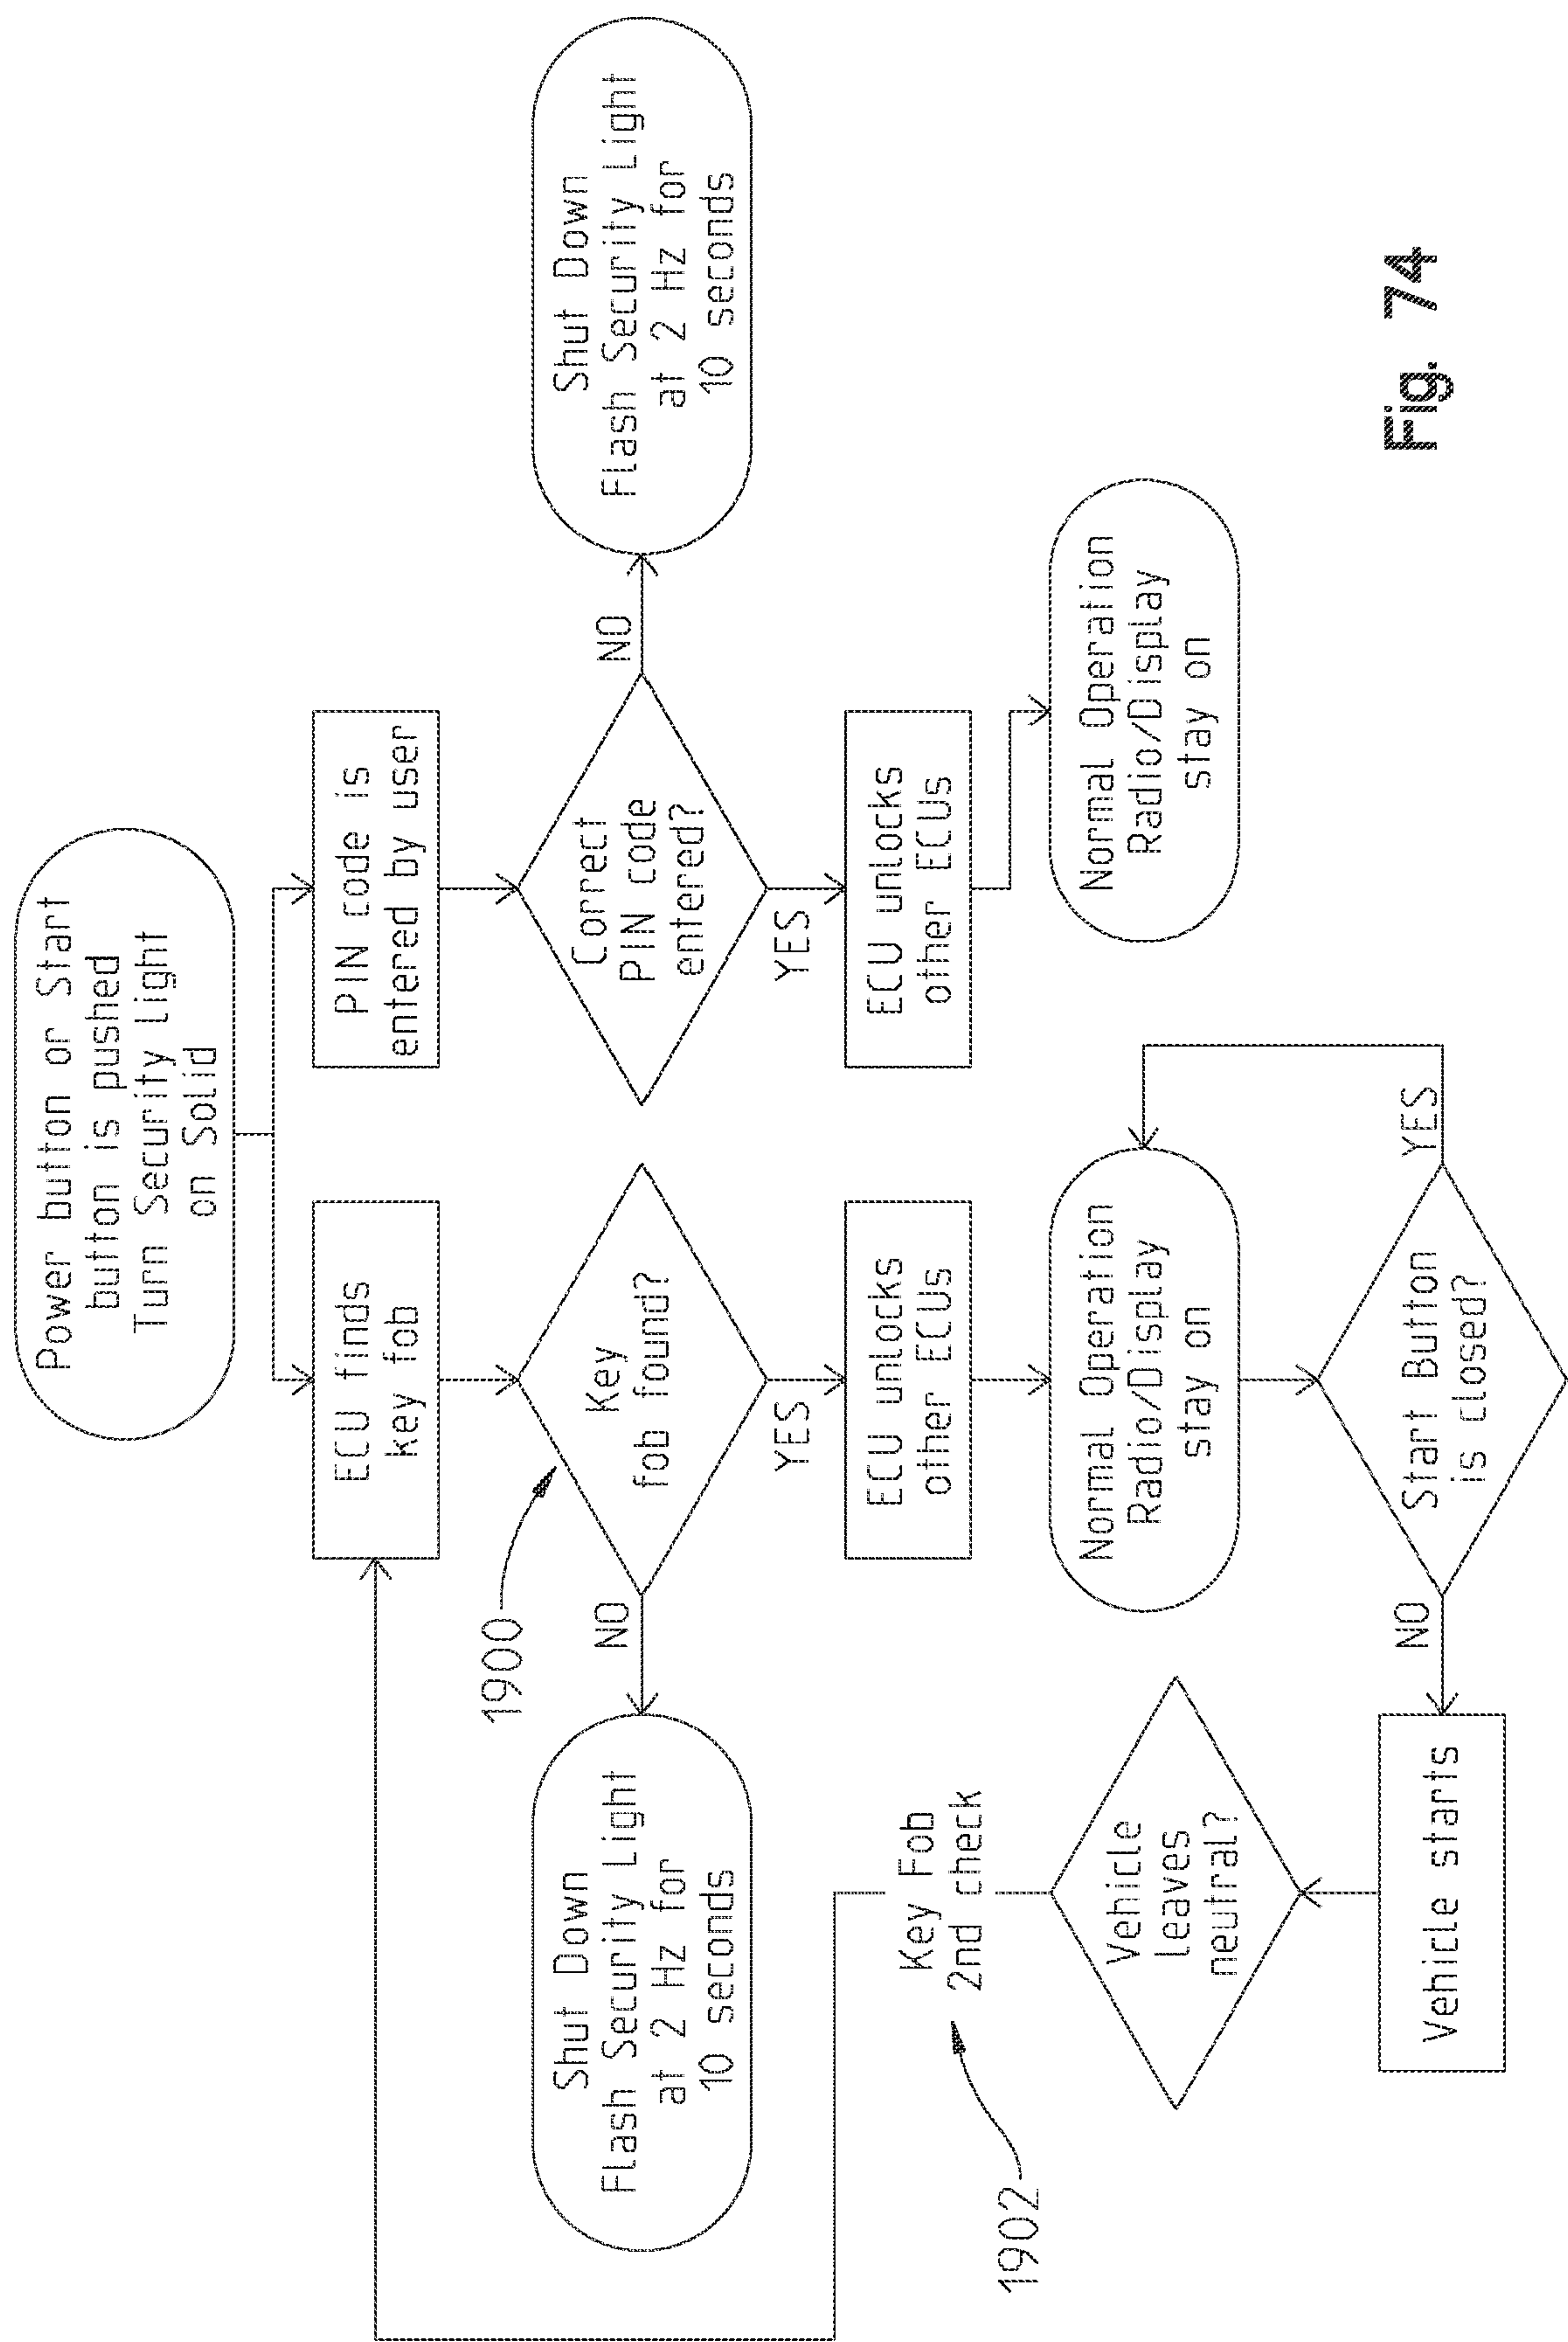 Power button or Start
button is pushed
Turn Security Light
on Solid
ECU finds
key fob
PIN code is
entered by user
1900
Key
fob found?
NO
YES
Shut Down
Flash Security Light
at 2 Hz for
10 seconds
Correct
PIN code
entered?
NO
YES
Shut Down
Flash Security Light
at 2 Hz for
10 seconds
ECU unlocks
other ECUs
ECU unlocks
other ECUs
Key Fob
2nd check
1902
Normal Operation
Radio/Display
stay on
Normal Operation
Radio/Display
stay on
Vehicle
leaves
neutral?
Start Button
is closed?
NO
YES
Vehicle starts
Fig. 74